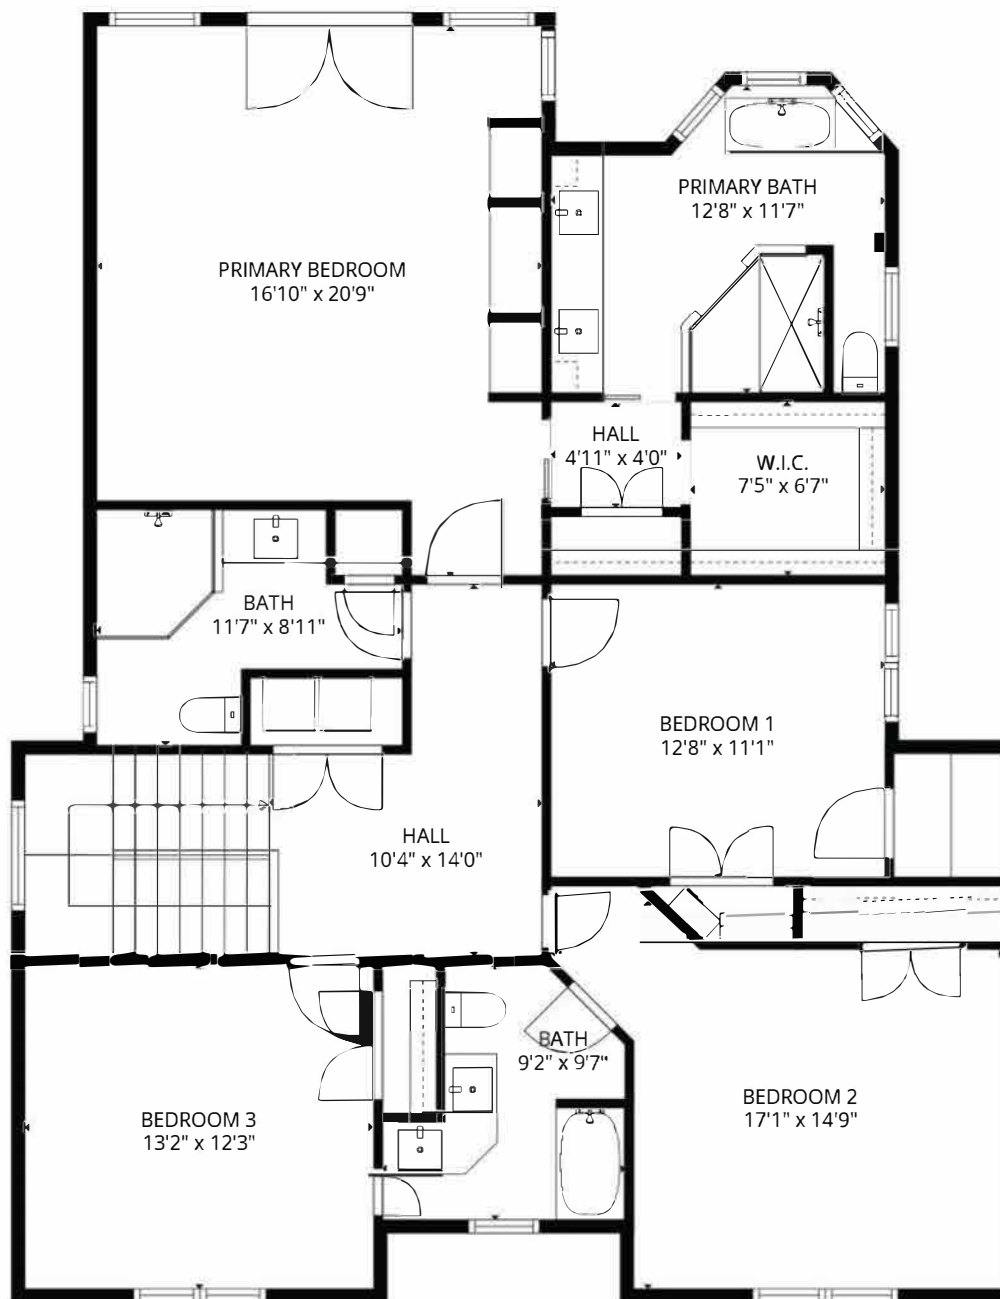 PRIMARY BATH
12'8" x 11'7"
PRIMARY BEDROOM
16'10" x 20'9"
HALL
4'11" x 4'0"
W.I.C.
7'5" x 6'7"
BATH
11'7" x 8'11"
BEDROOM 1
12'8" x 11'1"
HALL
10'4" x 14'0"
BATH
9'2" x 9'7"
BEDROOM 2
17'1" x 14'9"
BEDROOM 3
13'2" x 12'3"